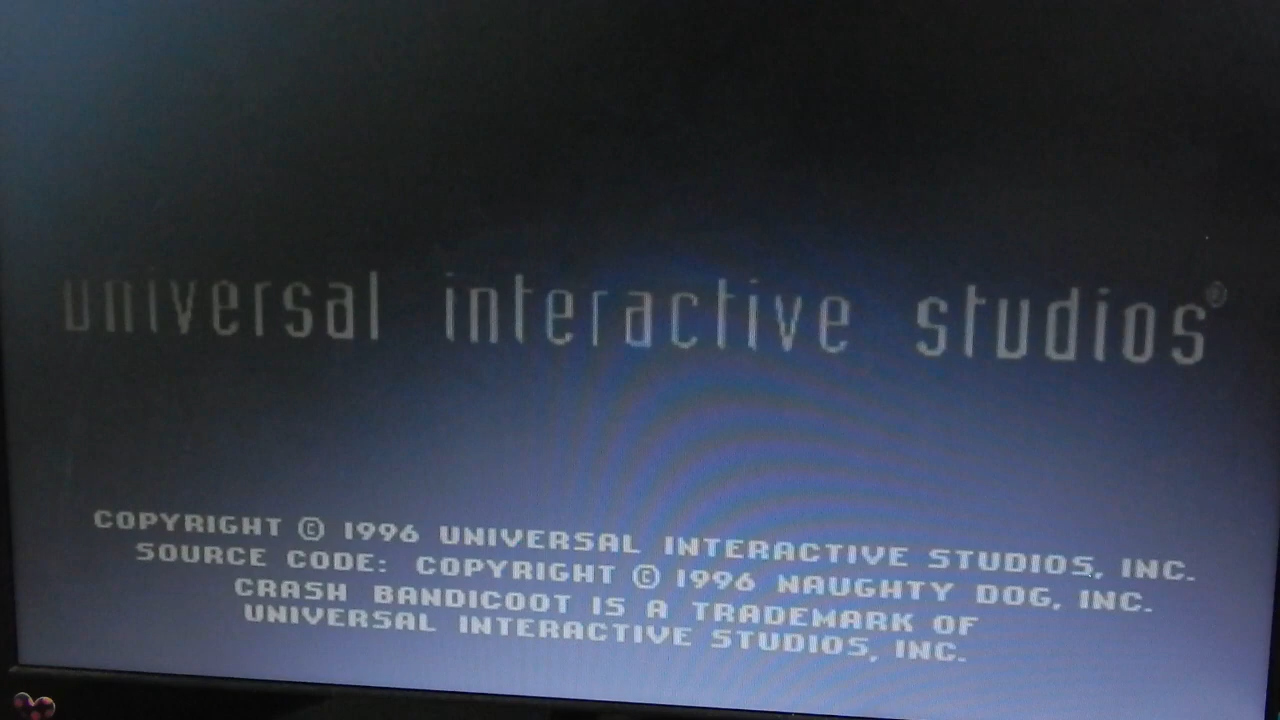 universal interactive studios®
COPYRIGHT © 1996 UNIVERSAL INTERACTIVE STUDIOS, INC.
SOURCE CODE: COPYRIGHT © 1996 NAUGHTY DOG, INC.
CRASH BANDICOOT IS A TRADEMARK OF
UNIVERSAL INTERACTIVE STUDIOS, INC.